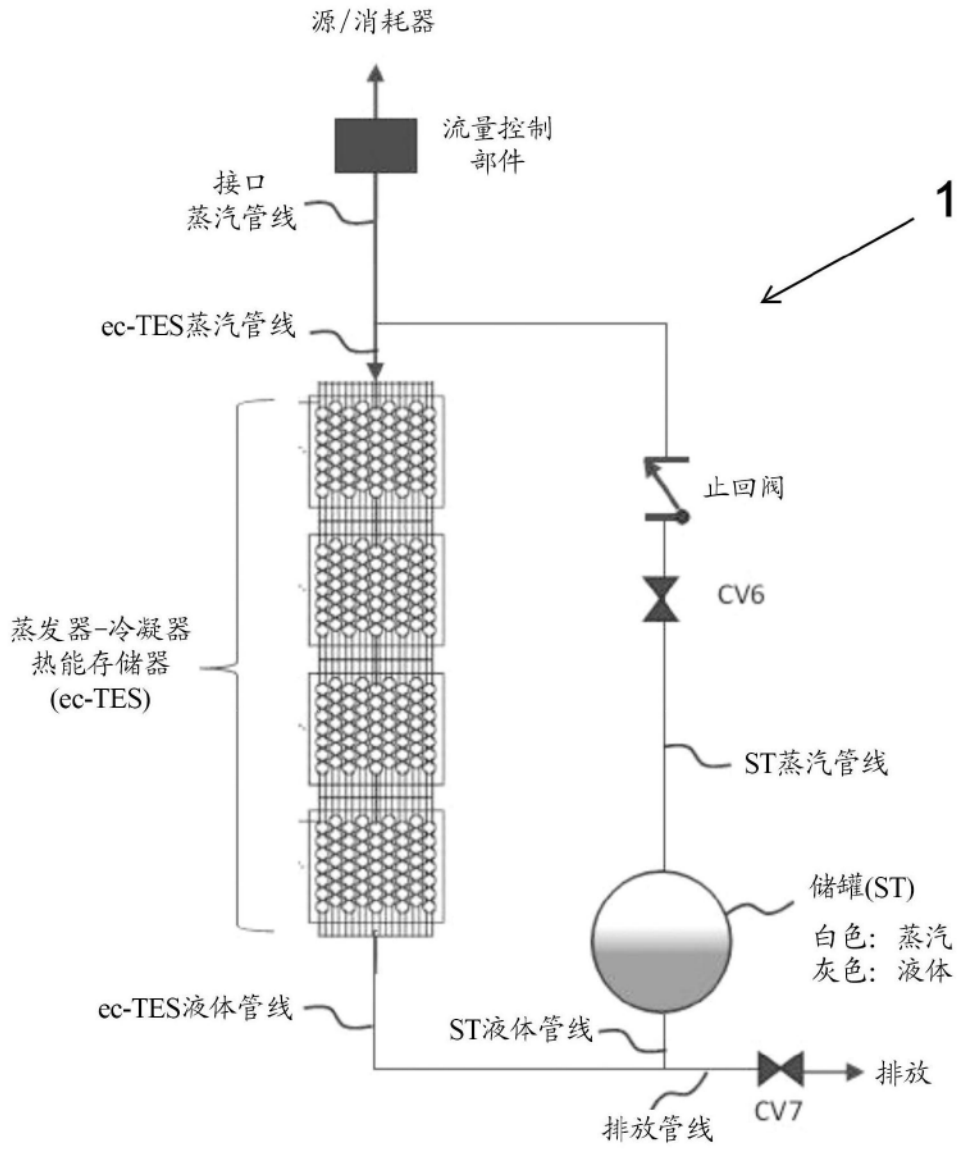 源/消耗器
流量控制
部件
接口
蒸汽管线
1
ec-TES蒸汽管线
止回阀
CV6
蒸发器-冷凝器
热能存储器
(ec-TES)
ST蒸汽管线
储罐(ST)
白色：蒸汽
灰色：液体
ec-TES液体管线
ST液体管线
排放
CV7
排放管线